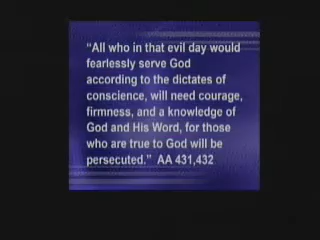 “All who in that evil day would
fearlessly serve God
according to the dictates of
conscience, will need courage,
firmness, and a knowledge of
God and His Word, for those
who are true to God will be
persecuted.”  AA 431,432